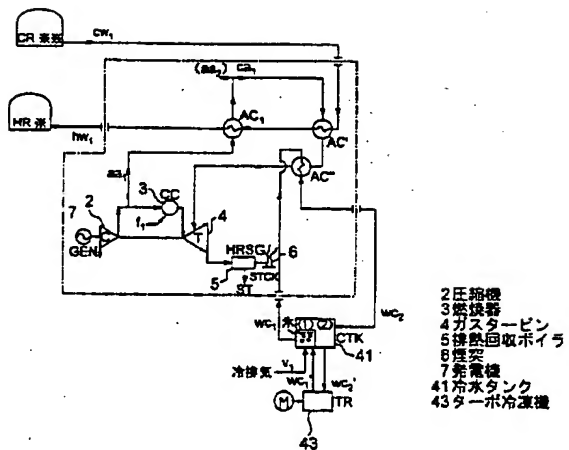 CR
cw₁
(aa₂) ca₁
AC₁
AC'
HR
hw₁
AC"
aa₁
3
CC
2
7
f₁
4
T
GEN
HRSG
6
STCK
5
ST
wc₁
(1) (2)
CTK
wc₂
41
冷排気
v₁
wc₁'
wc₂'
M
TR
43
2圧縮機
3燃焼器
4ガスタービン
5排熱回収ボイラ
6煙突
7発電機
41冷水タンク
43ターボ冷凍機